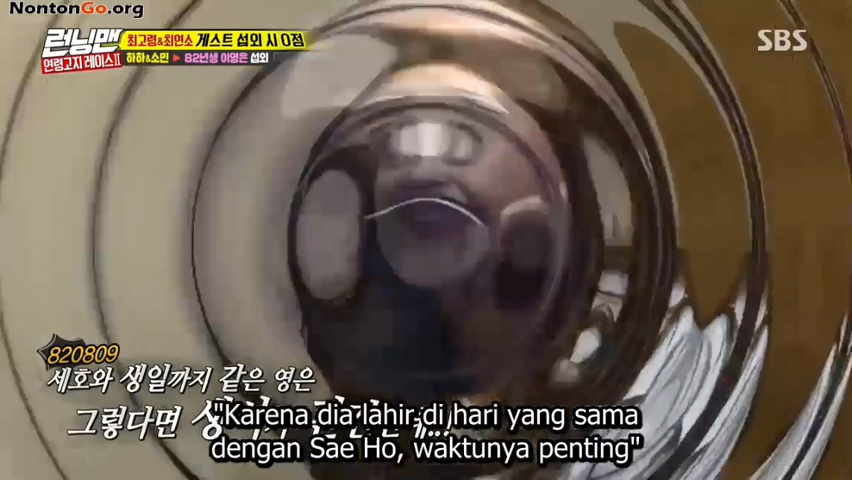 NontonGo.org
런닝맨
연령고지 레이스Ⅱ
최고령&최연소 게스트 섭외 시 0점
하하&소민 ▶ 82년생 이영은 섭외
SBS
820809
세호와 생일까지 같은 영은
그렇다면
"Karena dia lahir di hari yang sama
dengan Sae Ho, waktunya penting"